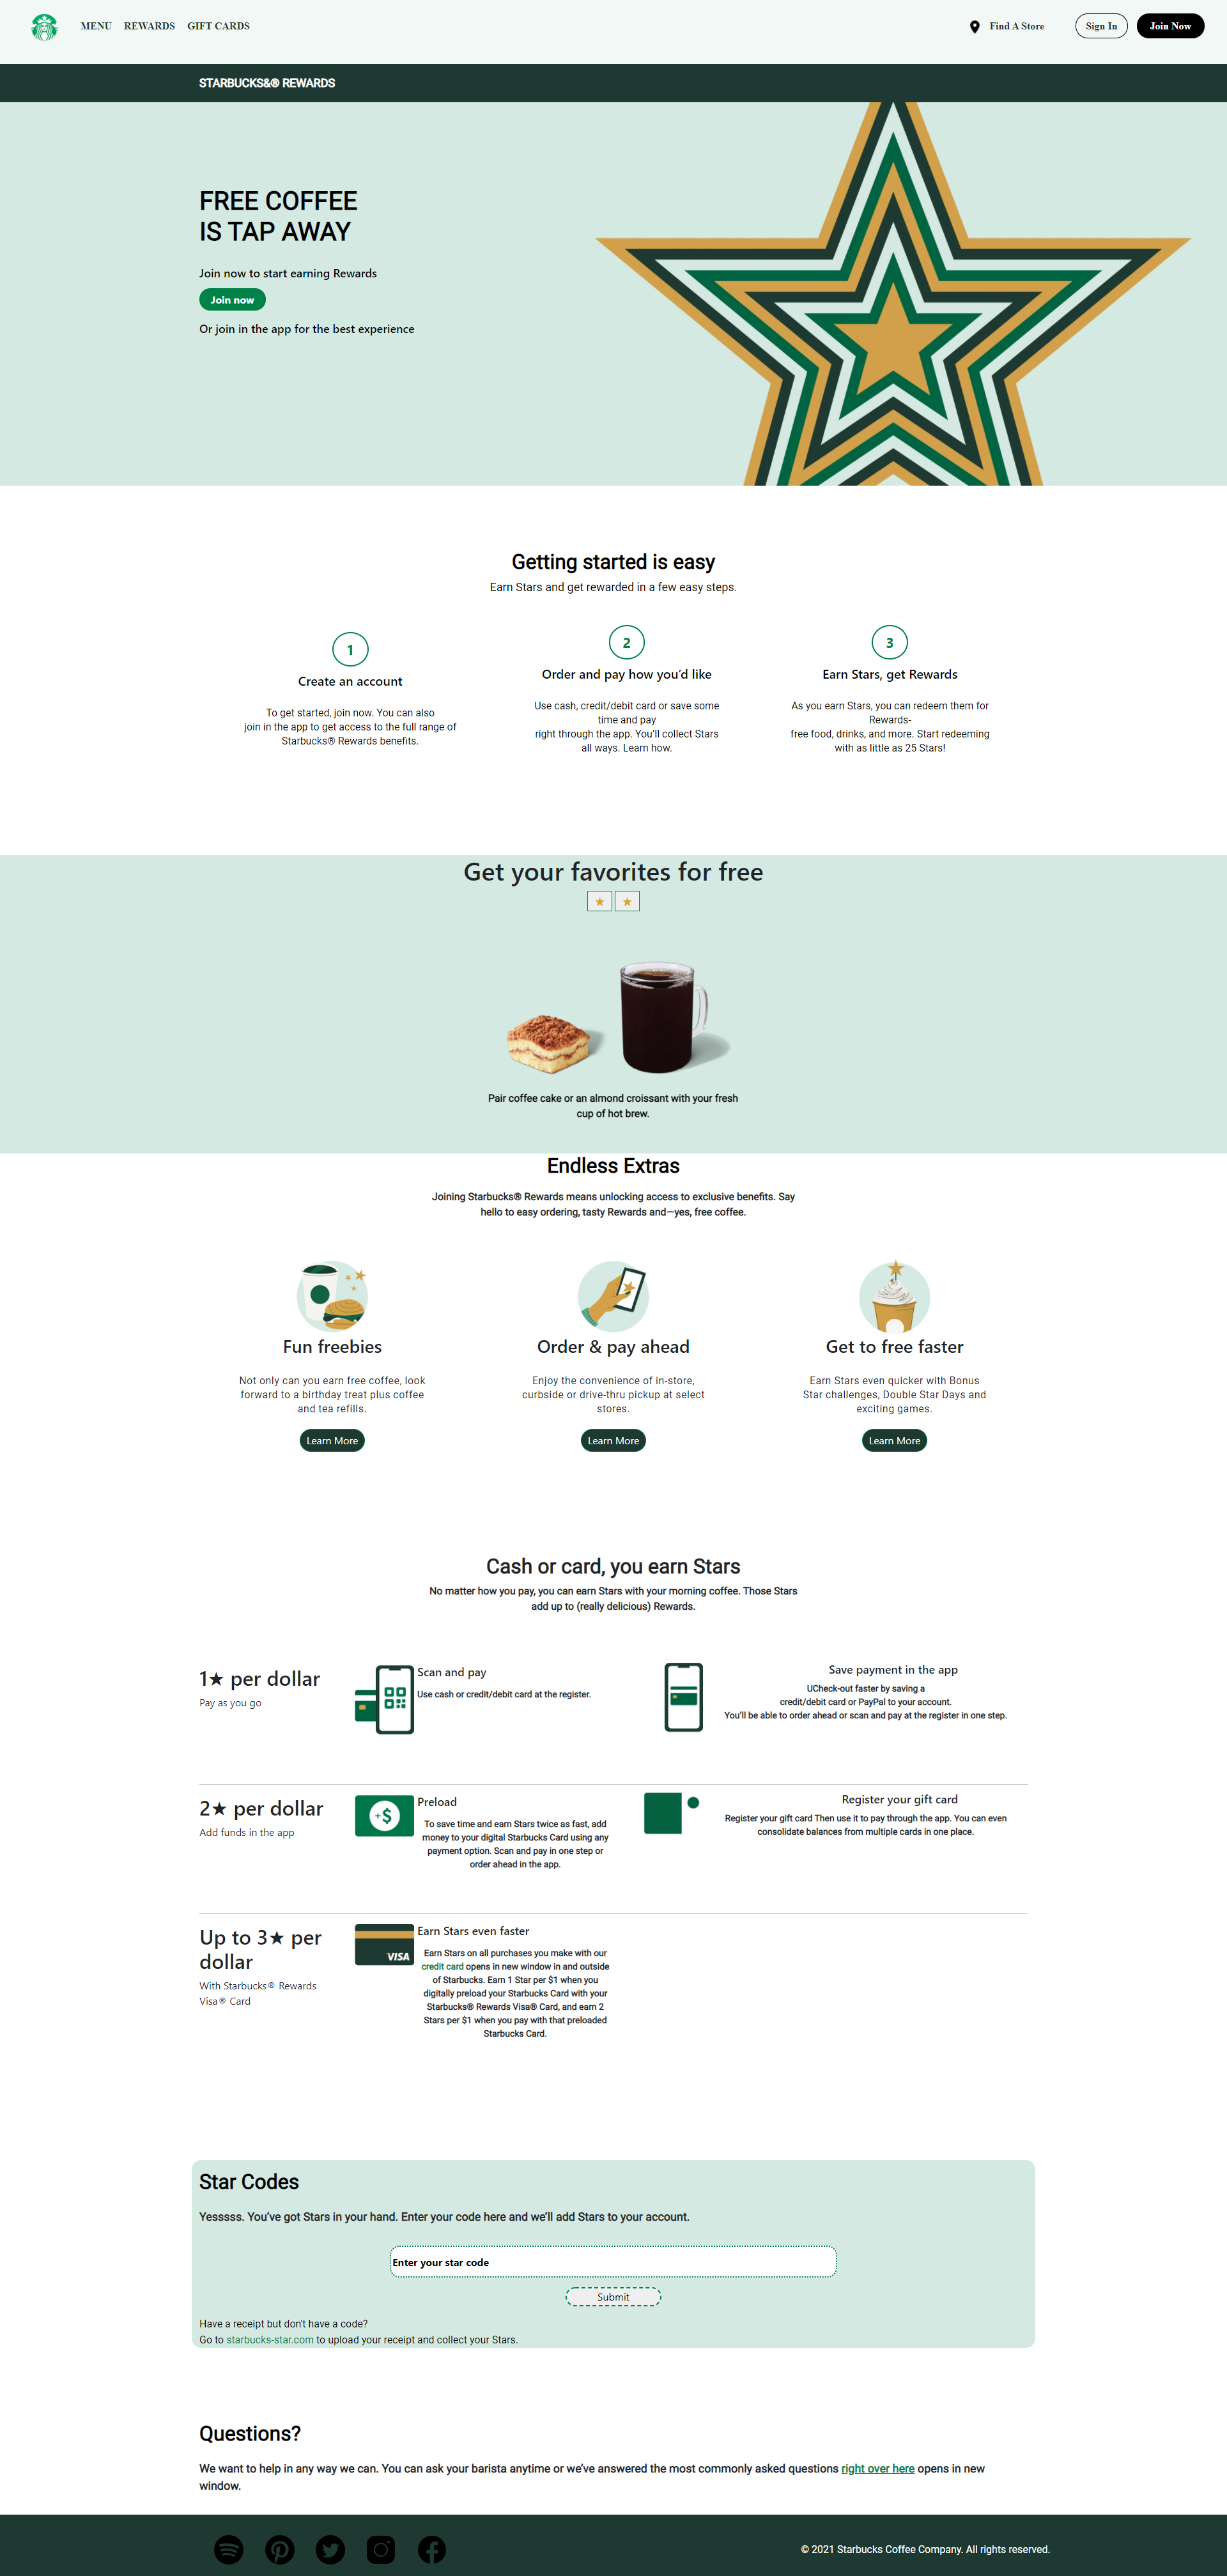 MENU REWARDS GIFT CARDS Find A Store Sign In Join Now
STARBUCKS&® REWARDS
FREE COFFEE
IS TAP AWAY
Join now to start earning Rewards
Join now
Or join in the app for the best experience
Getting started is easy
Earn Stars and get rewarded in a few easy steps.
1
Create an account
To get started, join now. You can also
join in the app to get access to the full range of
Starbucks® Rewards benefits.
2
Order and pay how you’d like
Use cash, credit/debit card or save some
time and pay
right through the app. You’ll collect Stars
all ways. Learn how.
3
Earn Stars, get Rewards
As you earn Stars, you can redeem them for
Rewards-
free food, drinks, and more. Start redeeming
with as little as 25 Stars!
Get your favorites for free
★ ★
Pair coffee cake or an almond croissant with your fresh
cup of hot brew.
Endless Extras
Joining Starbucks® Rewards means unlocking access to exclusive benefits. Say
hello to easy ordering, tasty Rewards and—yes, free coffee.
Fun freebies
Not only can you earn free coffee, look
forward to a birthday treat plus coffee
and tea refills.
Learn More
Order & pay ahead
Enjoy the convenience of in-store,
curbside or drive-thru pickup at select
stores.
Learn More
Get to free faster
Earn Stars even quicker with Bonus
Star challenges, Double Star Days and
exciting games.
Learn More
Cash or card, you earn Stars
No matter how you pay, you can earn Stars with your morning coffee. Those Stars
add up to (really delicious) Rewards.
1★ per dollar
Pay as you go
Scan and pay
Use cash or credit/debit card at the register.
Save payment in the app
UCheck-out faster by saving a
credit/debit card or PayPal to your account.
You’ll be able to order ahead or scan and pay at the register in one step.
2★ per dollar
Add funds in the app
+$
Preload
To save time and earn Stars twice as fast, add
money to your digital Starbucks Card using any
payment option. Scan and pay in one step or
order ahead in the app.
Register your gift card
Register your gift card Then use it to pay through the app. You can even
consolidate balances from multiple cards in one place.
Up to 3★ per
dollar
With Starbucks® Rewards
Visa® Card
VISA
Earn Stars even faster
Earn Stars on all purchases you make with our
credit card opens in new window in and outside
of Starbucks. Earn 1 Star per $1 when you
digitally preload your Starbucks Card with your
Starbucks® Rewards Visa® Card, and earn 2
Stars per $1 when you pay with that preloaded
Starbucks Card.
Star Codes
Yesssss. You’ve got Stars in your hand. Enter your code here and we’ll add Stars to your account.
Enter your star code
Submit
Have a receipt but don't have a code?
Go to starbucks-star.com to upload your receipt and collect your Stars.
Questions?
We want to help in any way we can. You can ask your barista anytime or we’ve answered the most commonly asked questions right over here opens in new
window.
© 2021 Starbucks Coffee Company. All rights reserved.